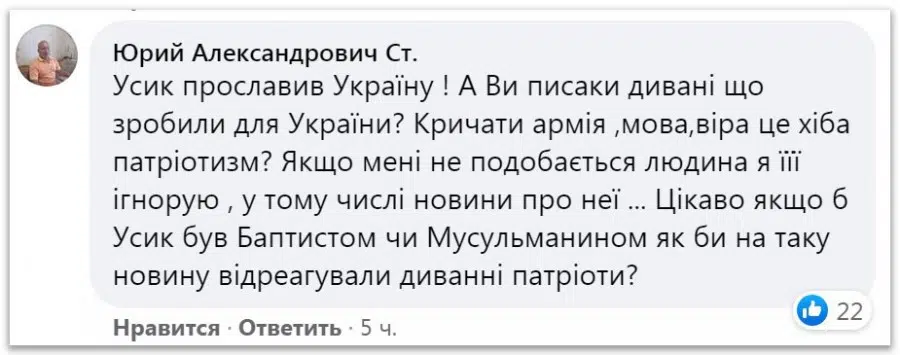 Юрий Александрович Ст.
Усик прославив Україну ! А Ви писаки дивані що
зробили для України? Кричати армія ,мова,віра це хіба
патріотизм? Якщо мені не подобається людина я їїї
ігнорую , у тому числі новини про неї ... Цікаво якщо б
Усик був Баптистом чи Мусульманином як би на таку
новину відреагували диванні патріоти?
22
Нравится · Ответить · 5 ч.